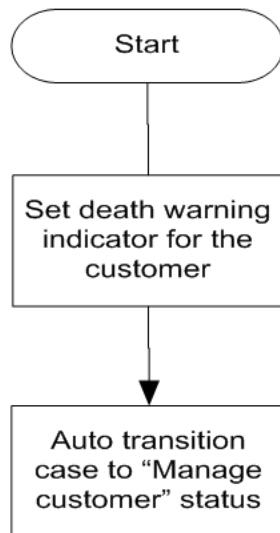 Start
Set death warning
indicator for the
customer
Auto transition
case to “Manage
customer” status